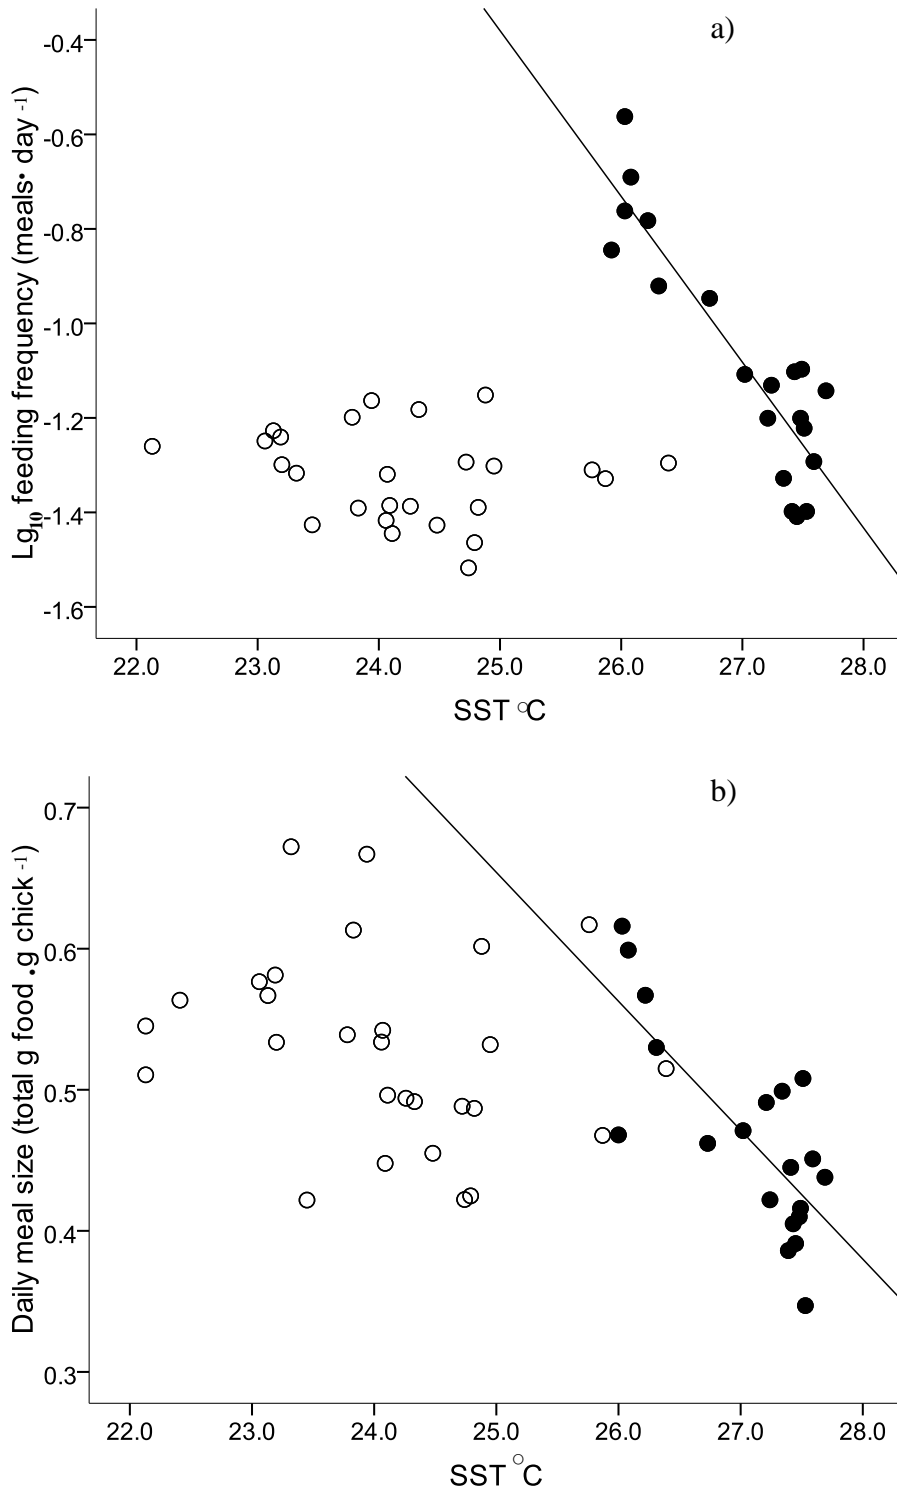 a)
-0.4
-0.6
-0.8
-1.0
-1.2
-1.4
-1.6
Lg10 feeding frequency (meals• day -1)
22.0 23.0 24.0 25.0 26.0 27.0 28.0
SST °C
b)
0.7
0.6
0.5
0.4
0.3
Daily meal size (total g food .g chick -1)
22.0 23.0 24.0 25.0 26.0 27.0 28.0
SST °C